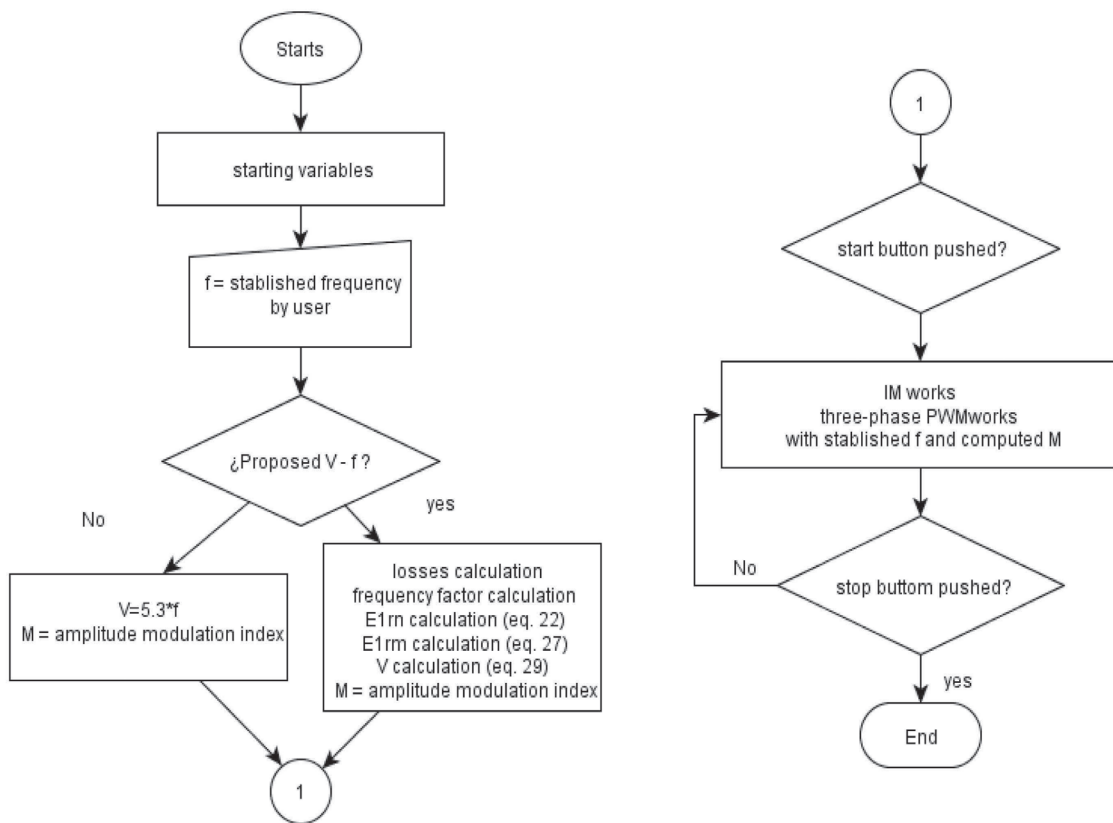 Starts
starting variables
f = stablished frequency
by user
¿Proposed V - f ?
No
yes
V=5.3*f
M = amplitude modulation index
losses calculation
frequency factor calculation
E1rn calculation (eq. 22)
E1rm calculation (eq. 27)
V calculation (eq. 29)
M = amplitude modulation index
1
1
start button pushed?
IM works
three-phase PWMworks
with stablished f and computed M
No
stop buttom pushed?
yes
End